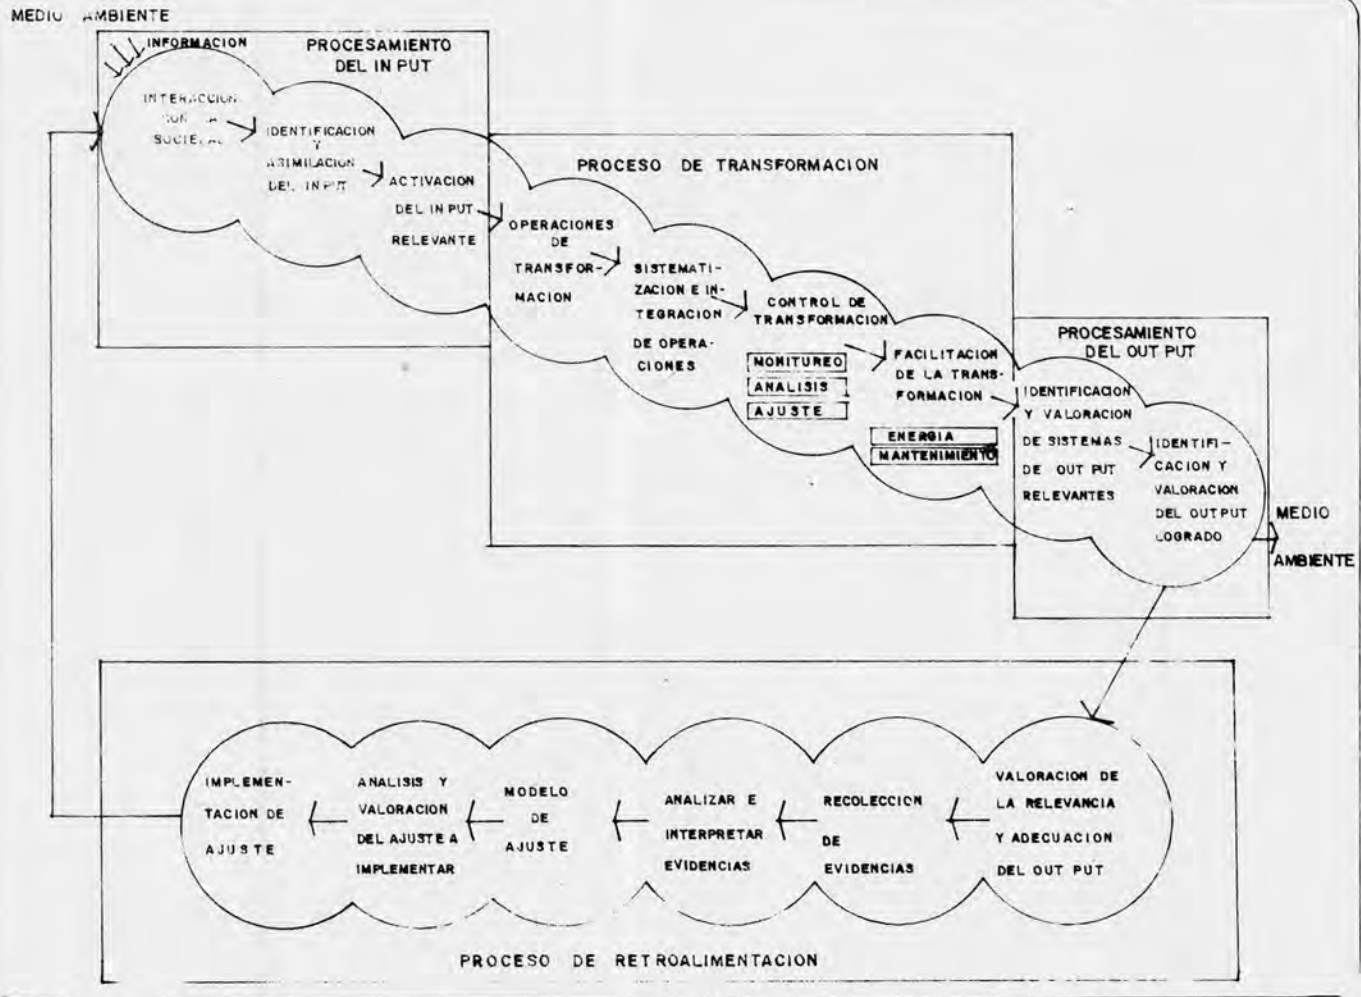 MEDIO AMBIENTE
INFORMACION
PROCESAMIENTO
DEL IN PUT
INTERACCION
SOCIEDAD
IDENTIFICACION
Y
ASIMILACION
DEL IN PUT
ACTIVACION
DEL IN PUT
RELEVANTE
PROCESO DE TRANSFORMACION
OPERACIONES
DE
TRANSFOR-
MACION
SISTEMATI-
ZACION E IN-
TEGRACION
DE OPERA-
CIONES
CONTROL DE
TRANSFORMACION
MONITUREO
ANALISIS
AJUSTE
FACILITACION
DE LA TRANS-
FORMACION
ENERGIA
MANTENIMIENTO
PROCESAMIENTO
DEL OUT PUT
IDENTIFICACION
Y VALORACION
DE SISTEMAS
DE OUT PUT
RELEVANTES
IDENTIFI-
CACION Y
VALORACION
DEL OUT PUT
LOGRADO
MEDIO
AMBIENTE
VALORACION DE
LA RELEVANCIA
Y ADECUACION
DEL OUT PUT
RECOLECCION
DE
EVIDENCIAS
ANALIZAR E
INTERPRETAR
EVIDENCIAS
MODELO
DE
AJUSTE
ANALISIS Y
VALORACION
DEL AJUSTE A
IMPLEMENTAR
IMPLEMEN-
TACION DE
AJUSTE
PROCESO DE RETROALIMENTACION